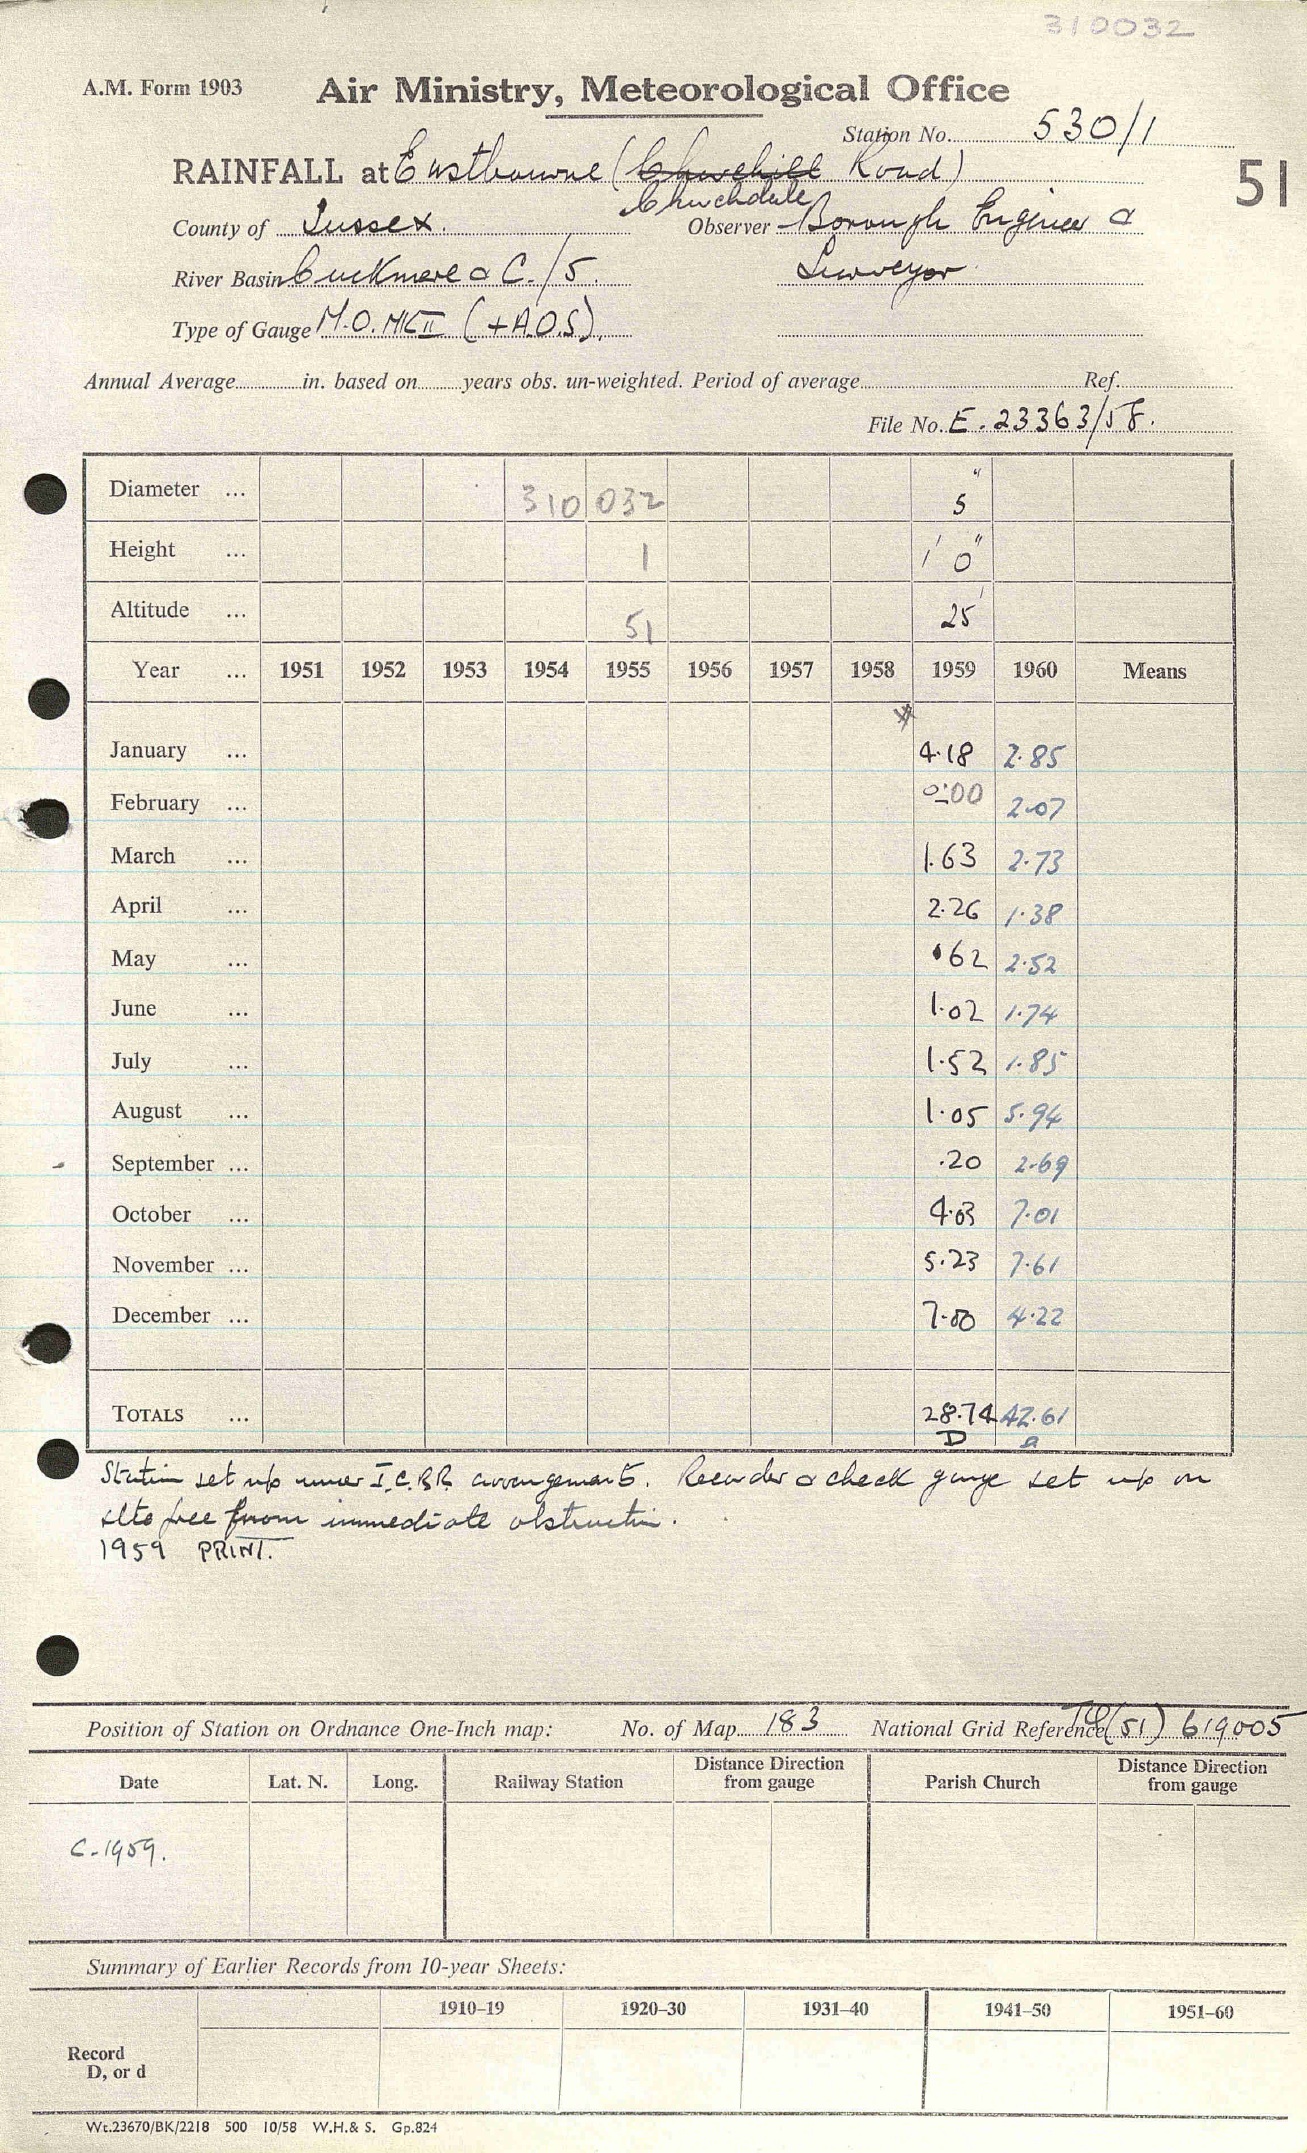 310032
A.M. Form 1903 Air Ministry, Meteorological Office
Station No. 530/1
RAINFALL at Eastbourne (Churchill Road) 51
Churchdale
County of Sussex. Observer Borough Engineer &
River Basin Cuckmere & C./5. Surveyor
Type of Gauge M.O. MK II (+A.O.S).
Annual Average in. based on years obs. un-weighted. Period of average Ref.
File No. E. 23363/58.
Diameter ... 310 032 5"
Height ... 1 1' 0"
Altitude ... 51 25'
Year ... 1951 1952 1953 1954 1955 1956 1957 1958 1959 1960 Means
January ... 4.18 2.85
February ... 0.00 2.07
March ... 1.63 2.73
April ... 2.26 1.38
May ... .62 2.52
June ... 1.02 1.74
July ... 1.52 1.85
August ... 1.05 5.94
September ... .20 2.69
October ... 4.03 7.01
November ... 5.23 7.61
December ... 7.00 4.22
TOTALS ... 28.74 42.61
D a
Station set up under I.C.B.R. arrangements. Recorder & check gauge set up on
site free from immediate obstruction.
1959 PRINT.
Position of Station on Ordnance One-Inch map: No. of Map 183 National Grid Reference (51) 619005
Date Lat. N. Long. Railway Station Distance Direction from gauge Parish Church Distance Direction from gauge
C-1959.
Summary of Earlier Records from 10-year Sheets:
1910–19 1920–30 1931–40 1941–50 1951–60
Record
D, or d
Wt.23670/BK/2218 500 10/58 W.H.& S. Gp.824